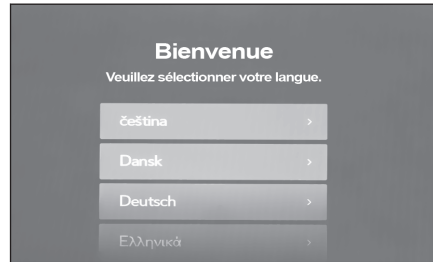 Bienvenue
Veuillez sélectionner votre langue.
čeština
Dansk
Deutsch
Ελληνικά